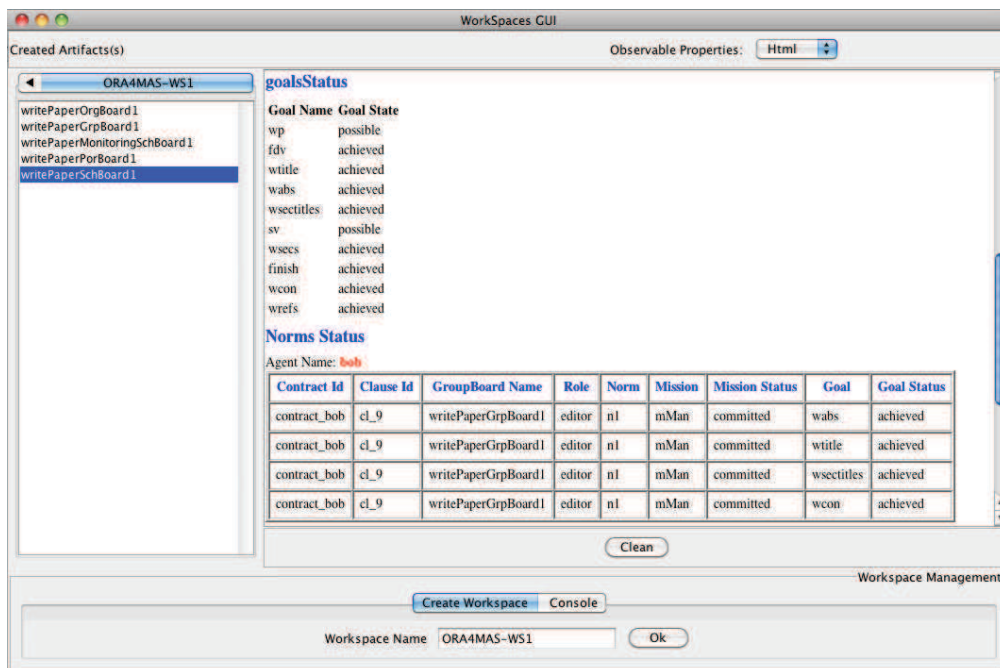 WorkSpaces GUI
Created Artifacts(s)
Observable Properties: Html
ORA4MAS-WS1
writePaperOrgBoard1
writePaperGrpBoard1
writePaperMonitoringSchBoard1
writePaperPorBoard1
writePaperSchBoard1
goalsStatus
Goal Name Goal State
wp possible
fdv achieved
wtitle achieved
wabs achieved
wsectitles achieved
sv possible
wsecs achieved
finish achieved
wcon achieved
wrefs achieved
Norms Status
Agent Name: bob
Contract Id Clause Id GroupBoard Name Role Norm Mission Mission Status Goal Goal Status
contract_bob cl_9 writePaperGrpBoard1 editor n1 mMan committed wabs achieved
contract_bob cl_9 writePaperGrpBoard1 editor n1 mMan committed wtitle achieved
contract_bob cl_9 writePaperGrpBoard1 editor n1 mMan committed wsectitles achieved
contract_bob cl_9 writePaperGrpBoard1 editor n1 mMan committed wcon achieved
Clean
Workspace Management
Create Workspace Console
Workspace Name ORA4MAS-WS1 Ok